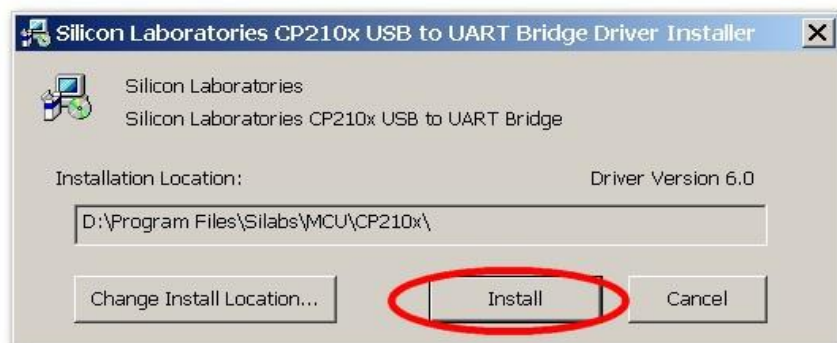 Silicon Laboratories CP210x USB to UART Bridge Driver Installer
Silicon Laboratories
Silicon Laboratories CP210x USB to UART Bridge
Installation Location:
Driver Version 6.0
D:\Program Files\Silabs\MCU\CP210x\
Change Install Location...
Install
Cancel